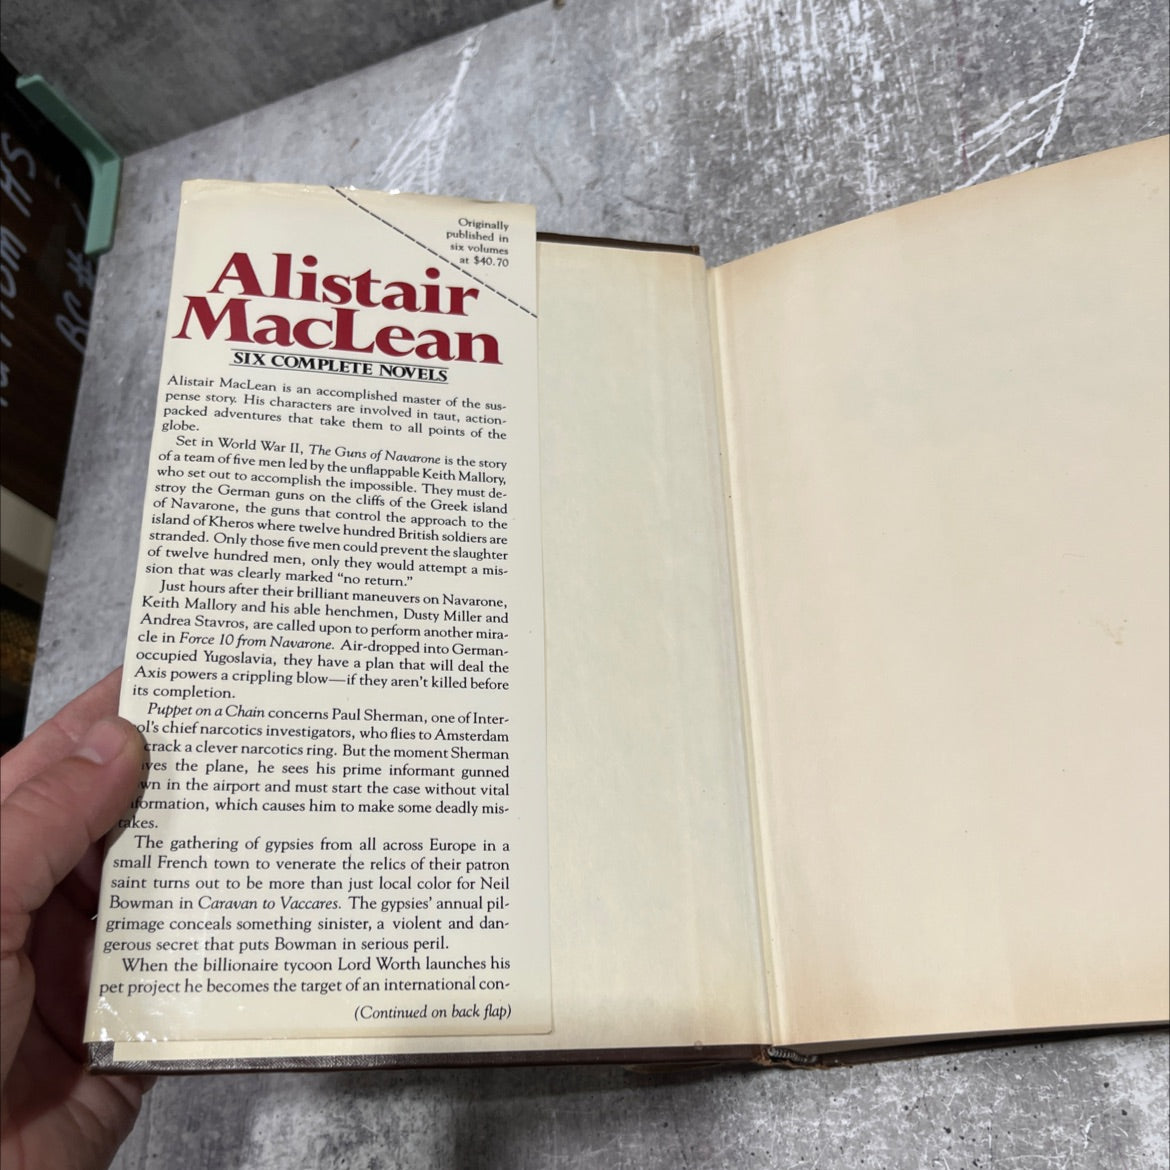 Originally
published in
six volumes
at $40.70
Alistair
MacLean
SIX COMPLETE NOVELS
Alistair MacLean is an accomplished master of the sus-
pense story. His characters are involved in taut, action-
packed adventures that take them to all points of the
globe.
Set in World War II, The Guns of Navarone is the story
of a team of five men led by the unflappable Keith Mallory,
who set out to accomplish the impossible. They must de-
stroy the German guns on the cliffs of the Greek island
of Navarone, the guns that control the approach to the
island of Kheros where twelve hundred British soldiers are
stranded. Only those five men could prevent the slaughter
of twelve hundred men, only they would attempt a mis-
sion that was clearly marked “no return.”
Just hours after their brilliant maneuvers on Navarone,
Keith Mallory and his able henchmen, Dusty Miller and
Andrea Stavros, are called upon to perform another mira-
cle in Force 10 from Navarone. Air-dropped into German-
occupied Yugoslavia, they have a plan that will deal the
Axis powers a crippling blow—if they aren't killed before
its completion.
Puppet on a Chain concerns Paul Sherman, one of Inter-
ol's chief narcotics investigators, who flies to Amsterdam
crack a clever narcotics ring. But the moment Sherman
ves the plane, he sees his prime informant gunned
wn in the airport and must start the case without vital
formation, which causes him to make some deadly mis-
takes.
The gathering of gypsies from all across Europe in a
small French town to venerate the relics of their patron
saint turns out to be more than just local color for Neil
Bowman in Caravan to Vaccares. The gypsies' annual pil-
grimage conceals something sinister, a violent and dan-
gerous secret that puts Bowman in serious peril.
When the billionaire tycoon Lord Worth launches his
pet project he becomes the target of an international con-
(Continued on back flap)